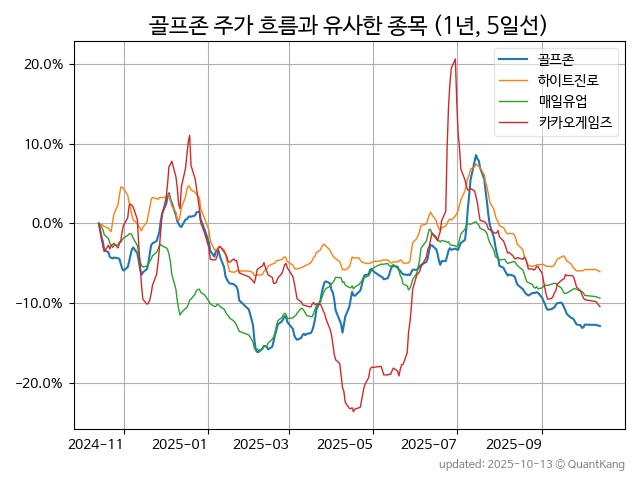 골프존 주가 흐름과 유사한 종목 (1년, 5일선)
골프존
하이트진로
매일유업
카카오게임즈
20.0%
10.0%
0.0%
−10.0%
−20.0%
2024-11 2025-01 2025-03 2025-05 2025-07 2025-09
updated: 2025-10-13 © QuantKang